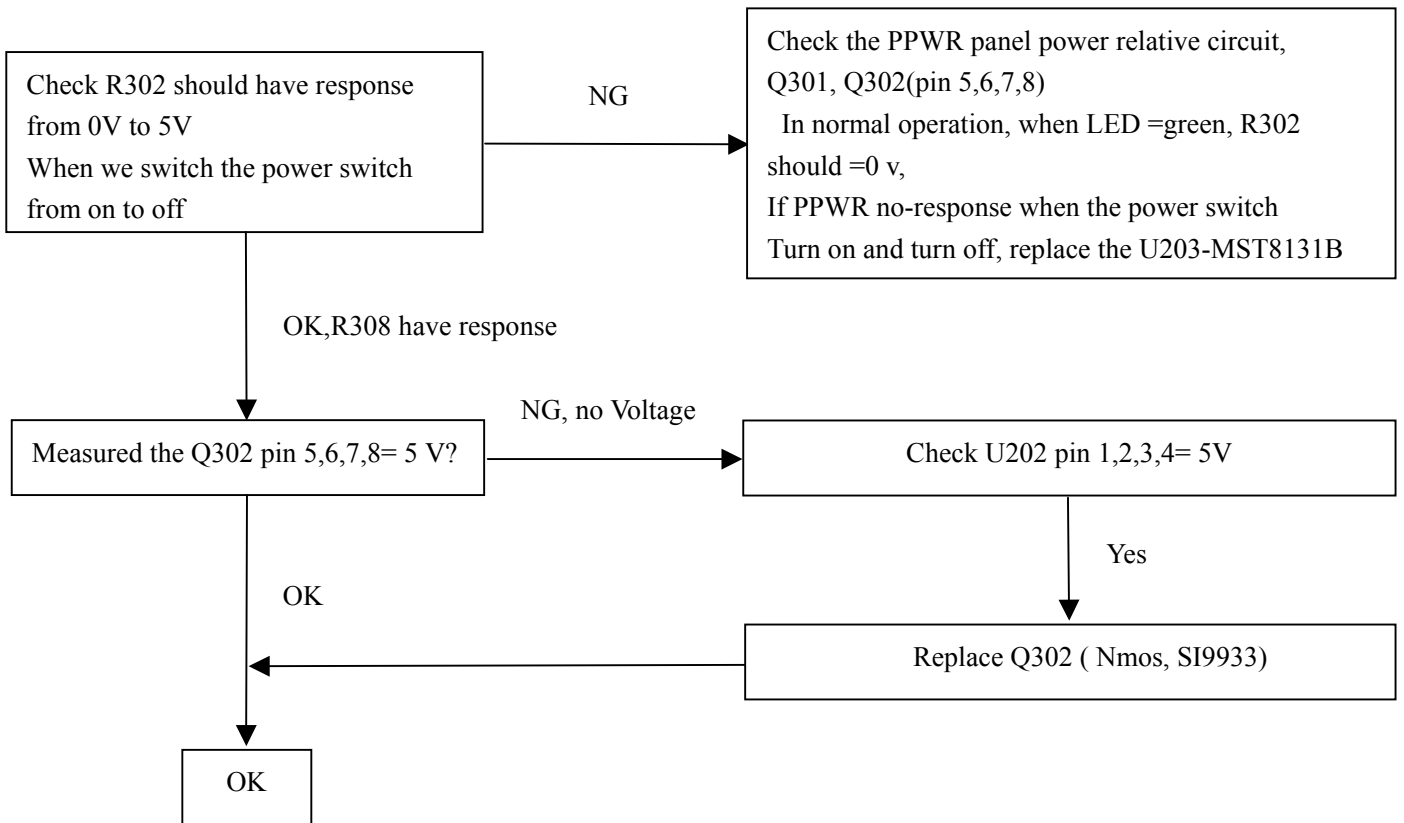 Check R302 should have response
from 0V to 5V
When we switch the power switch
from on to off
NG
Check the PPWR panel power relative circuit,
Q301, Q302(pin 5,6,7,8)
In normal operation, when LED =green, R302
should =0 v,
If PPWR no-response when the power switch
Turn on and turn off, replace the U203-MST8131B
OK,R308 have response
Measured the Q302 pin 5,6,7,8= 5 V?
NG, no Voltage
Check U202 pin 1,2,3,4= 5V
Yes
OK
Replace Q302 ( Nmos, SI9933)
OK